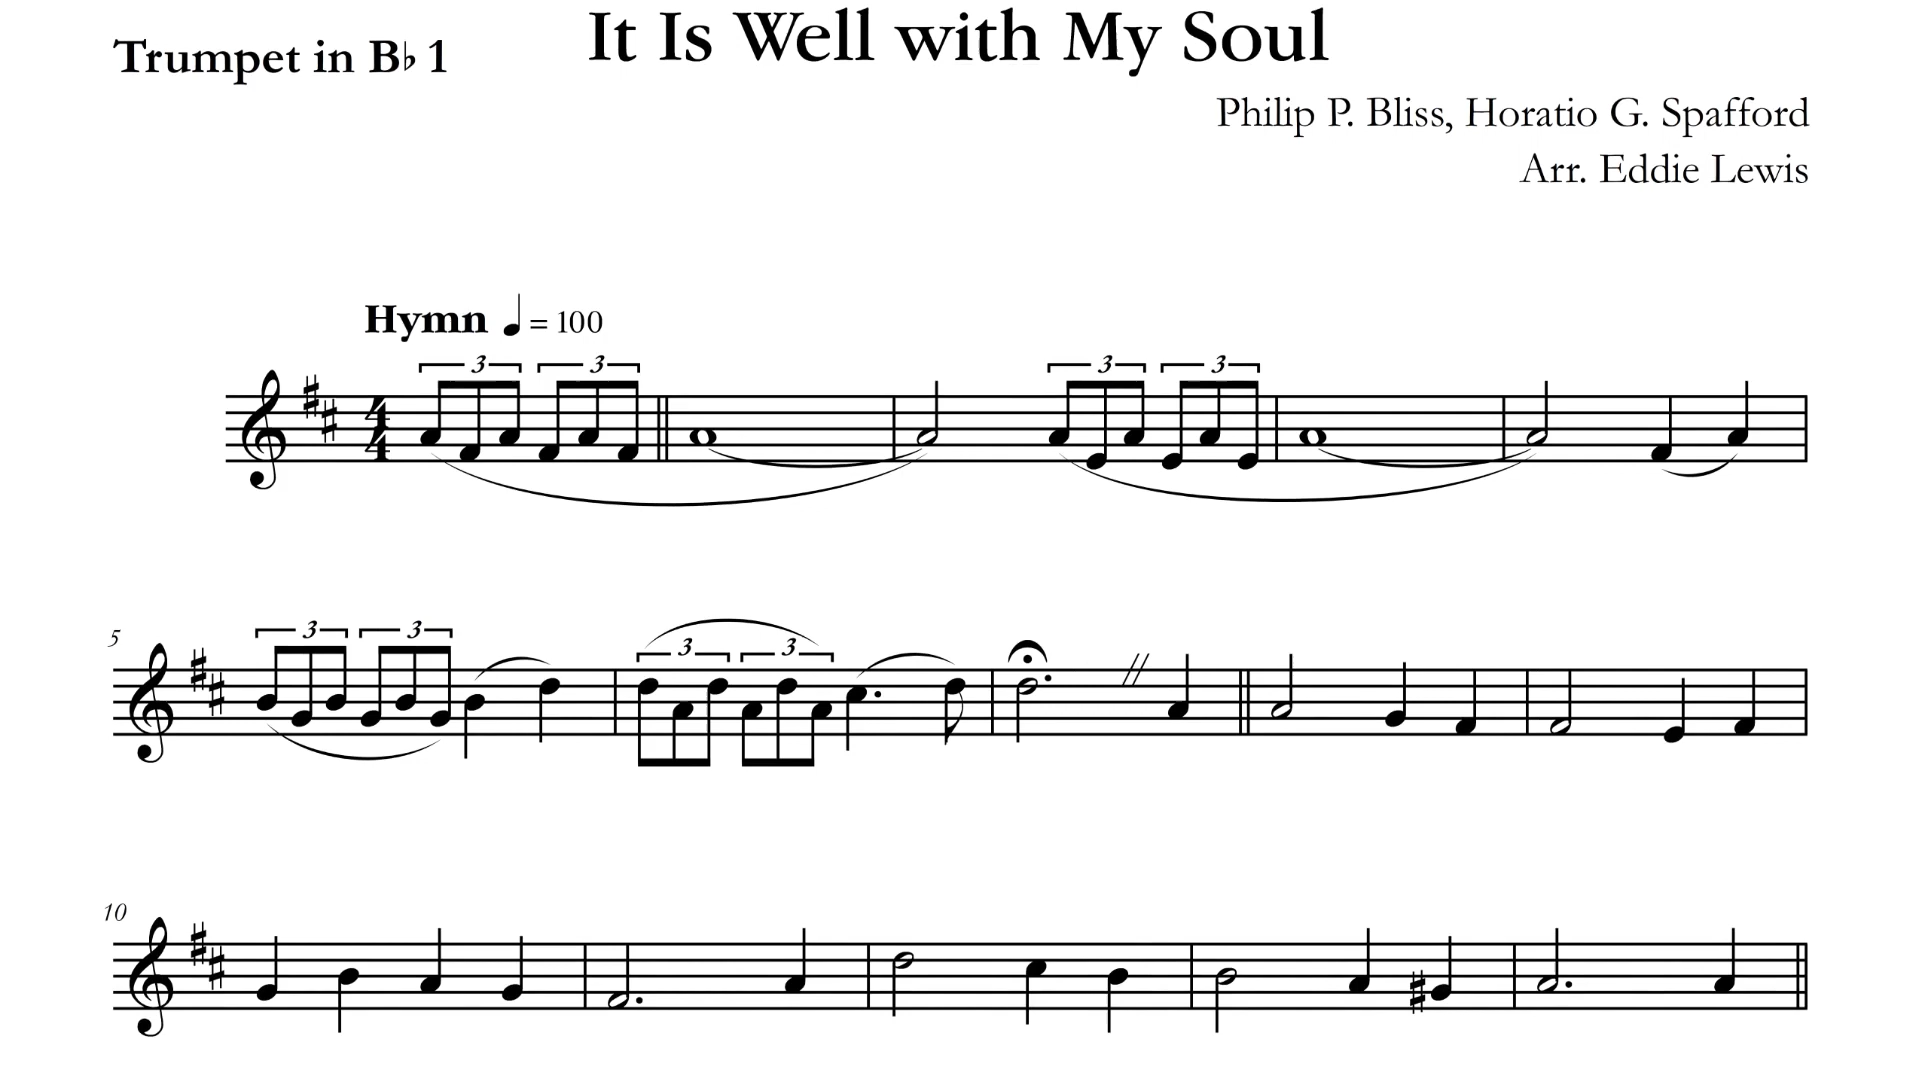 It Is Well with My Soul
Trumpet in B♭ 1
Philip P. Bliss, Horatio G. Spafford
Arr. Eddie Lewis
Hymn ♩ = 100
3 3 3 3
5
3 3 3 3
10